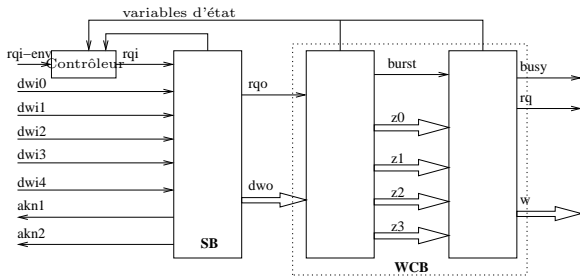 variables d'état
rqi-env
Contrôleur
rqi
dwi0
dwi1
dwi2
dwi3
dwi4
akn1
akn2
SB
rqo
dwo
burst
z0
z1
z2
z3
WCB
busy
rq
w